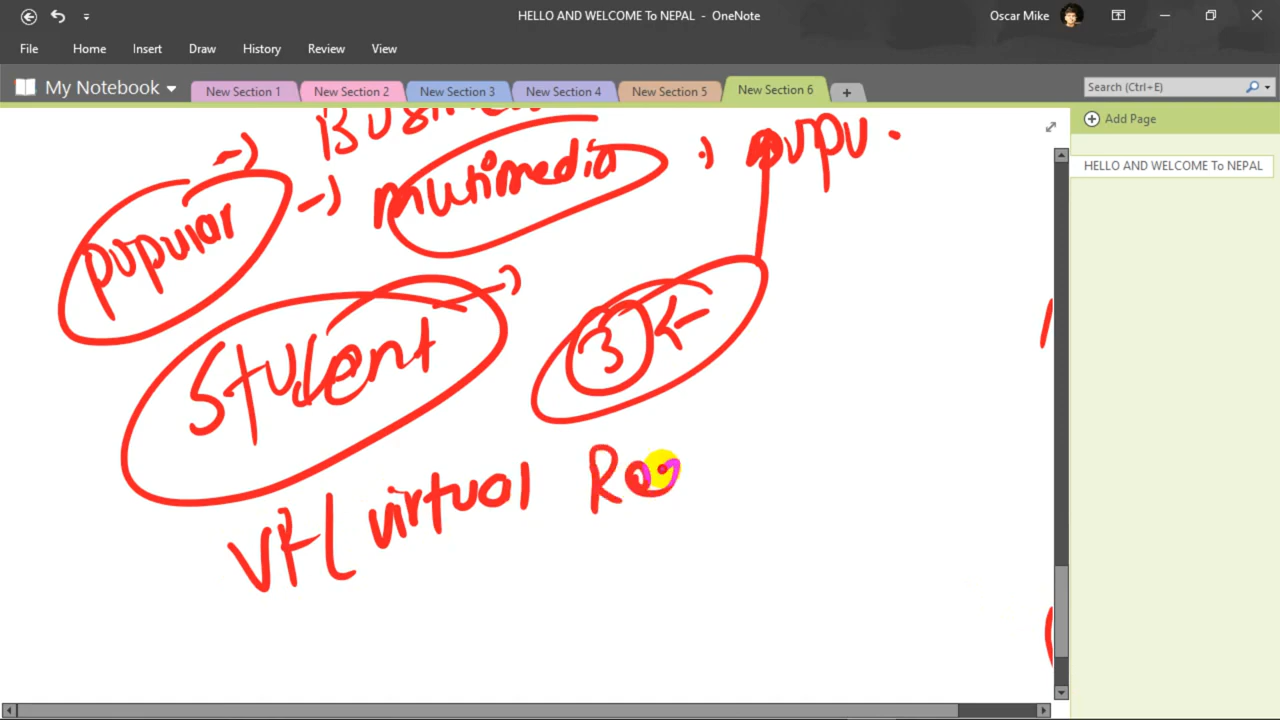 HELLO AND WELCOME To NEPAL - OneNote
Oscar Mike
File Home Insert Draw History Review View
My Notebook
New Section 1
New Section 2
New Section 3
New Section 4
New Section 5
New Section 6
Search (Ctrl+E)
Add Page
HELLO AND WELCOME To NEPAL
popular
mutimedia
Student
3
VR( virtual